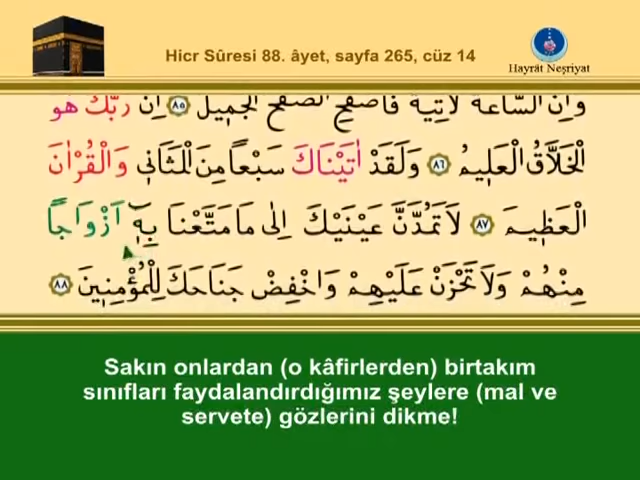 Hicr Sûresi 88. âyet, sayfa 265, cüz 14
Hayrât Neşriyat
وَاِنَّ السَّاعَةَ لَاٰتِيَةٌ فَاصْفَحِ الصَّفْحَ الْجَم۪يلَ ﴿٨٥﴾ اِنَّ رَبَّكَ هُوَ
الْخَلَّاقُ الْعَل۪يمُ ﴿٨٦﴾ وَلَقَدْ اٰتَيْنَاكَ سَبْعاً مِنَ الْمَثَان۪ي وَالْقُرْاٰنَ
الْعَظ۪يمَ ﴿٨٧﴾ لَا تَمُدَّنَّ عَيْنَيْكَ اِلٰى مَا مَتَّعْنَا بِه۪ٓ اَزْوَاجاً
مِنْهُمْ وَلَا تَحْزَنْ عَلَيْهِمْ وَاخْفِضْ جَنَاحَكَ لِلْمُؤْمِن۪ينَ ﴿٨٨﴾
Sakın onlardan (o kâfirlerden) birtakım
sınıfları faydalandırdığımız şeylere (mal ve
servete) gözlerini dikme!